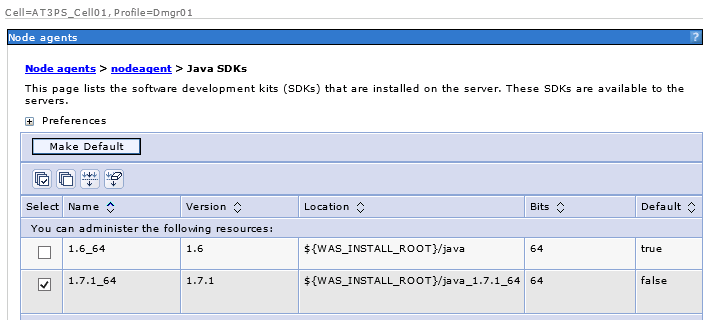 Cell=AT3PS_Cell01, Profile=Dmgr01
Node agents ?
Node agents > nodeagent > Java SDKs
This page lists the software development kits (SDKs) that are installed on the server. These SDKs are available to the
servers.
Preferences
Make Default
Select Name Version Location Bits Default
You can administer the following resources:
1.6_64 1.6 ${WAS_INSTALL_ROOT}/java 64 true
1.7.1_64 1.7.1 ${WAS_INSTALL_ROOT}/java_1.7.1_64 64 false